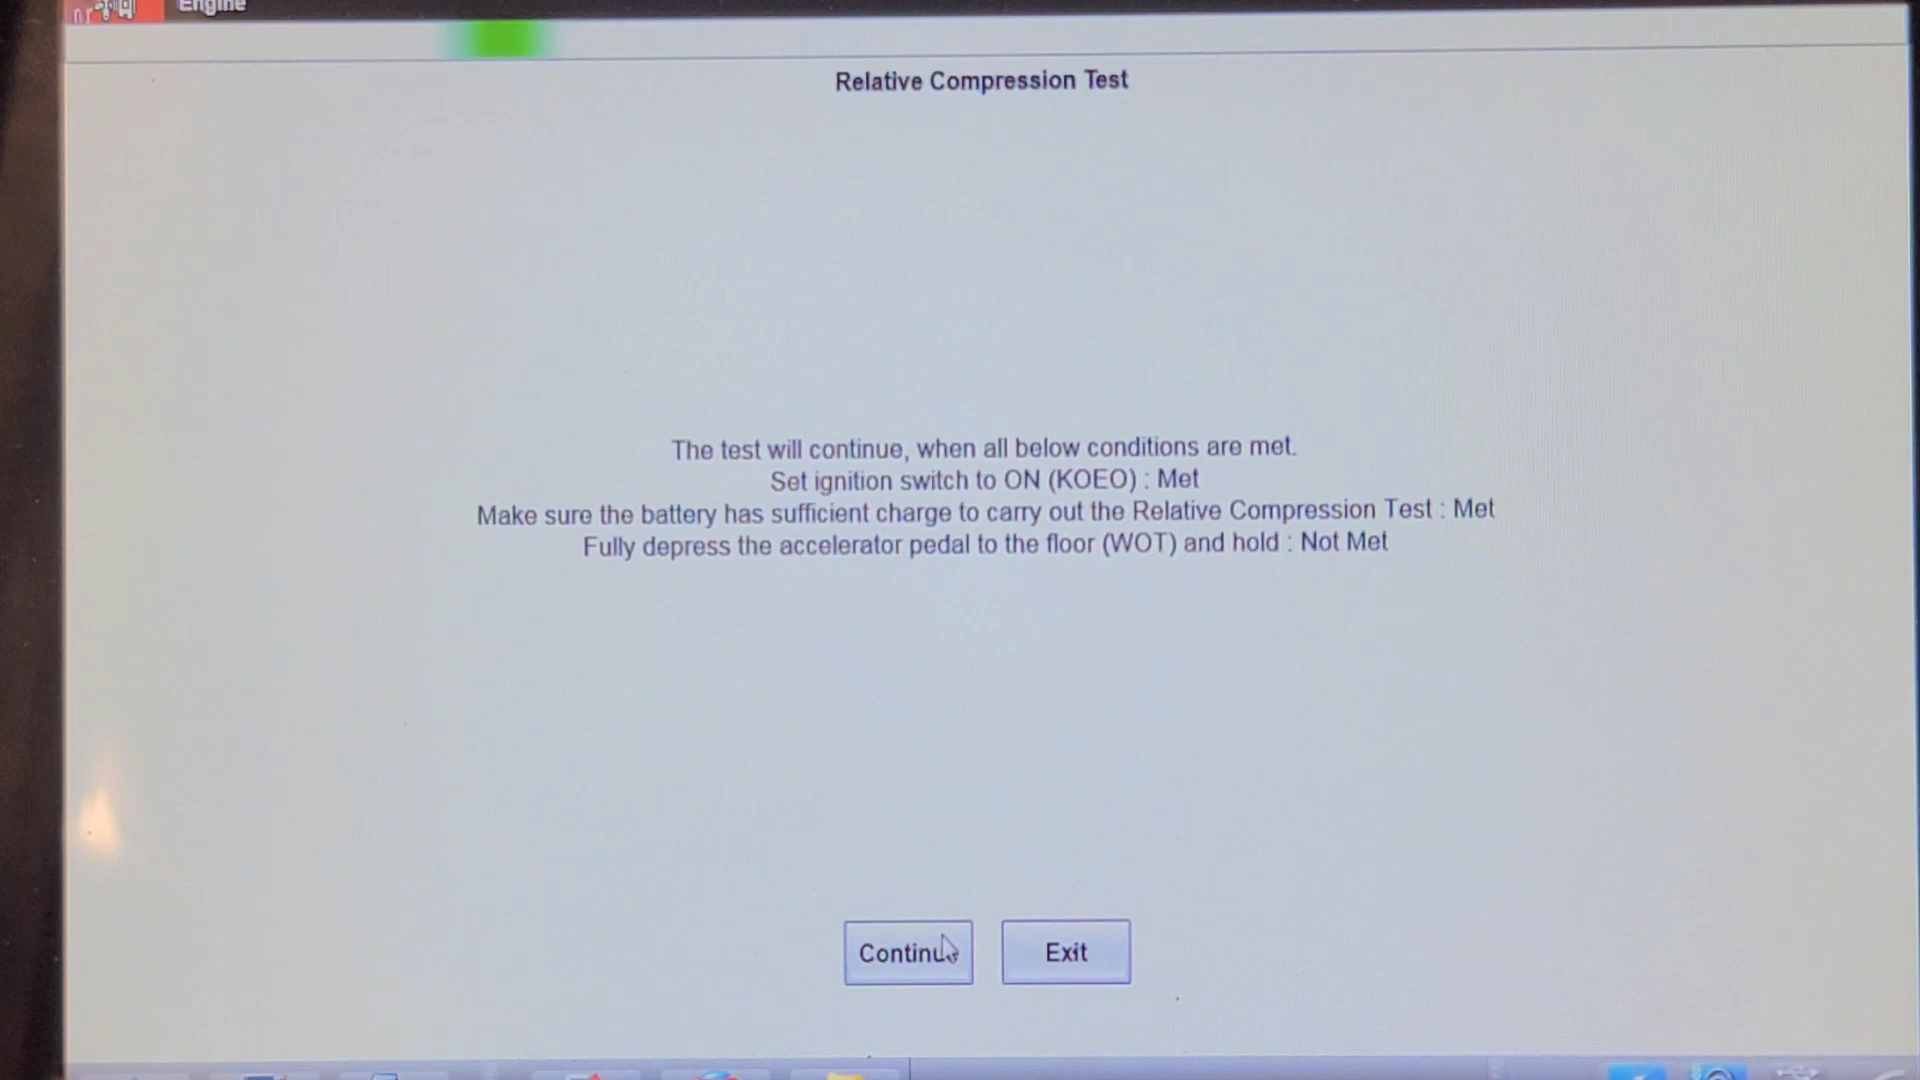 Engine
Relative Compression Test
The test will continue, when all below conditions are met.
Set ignition switch to ON (KOEO) : Met
Make sure the battery has sufficient charge to carry out the Relative Compression Test : Met
Fully depress the accelerator pedal to the floor (WOT) and hold : Not Met
Continue
Exit